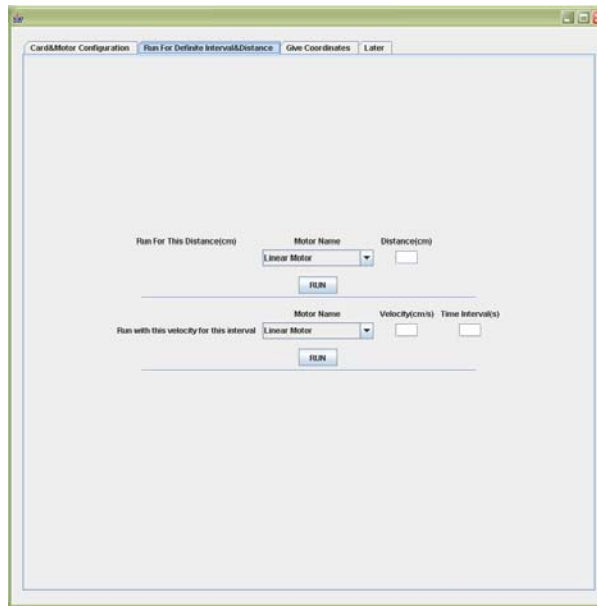 Card&Motor Configuration Run For Definite Interval&Distance Give Coordinates Later
Run For This Distance(cm) Motor Name Distance(cm)
Linear Motor
RUN
Motor Name Velocity(cm/s) Time Interval(s)
Run with this velocity for this interval Linear Motor
RUN